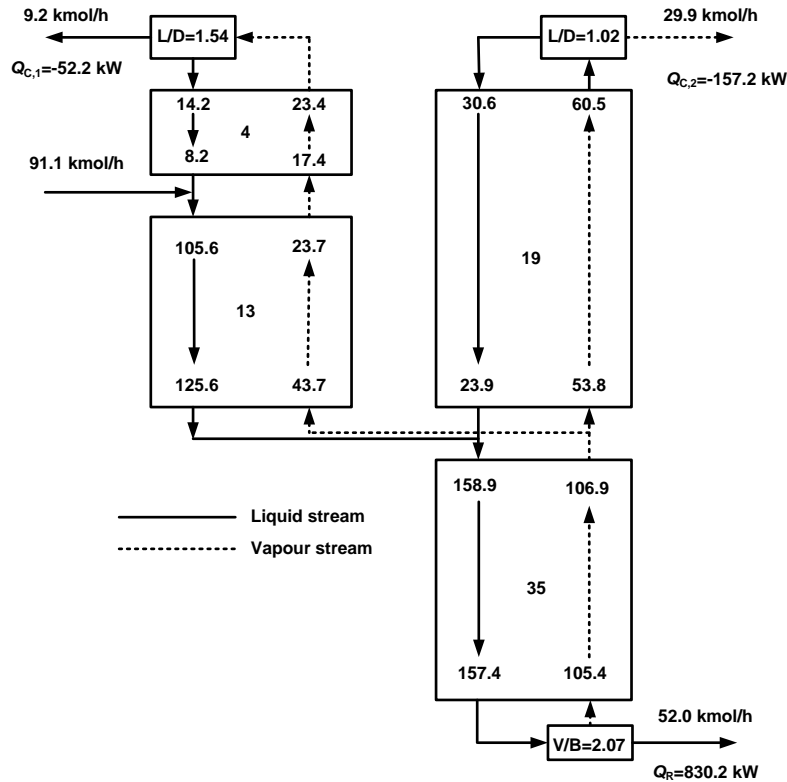 9.2 kmol/h
L/D=1.54
L/D=1.02
29.9 kmol/h
QC,1=-52.2 kW
QC,2=-157.2 kW
14.2
23.4
30.6
60.5
4
8.2
17.4
91.1 kmol/h
105.6
23.7
19
13
125.6
43.7
23.9
53.8
158.9
106.9
Liquid stream
Vapour stream
35
157.4
105.4
52.0 kmol/h
V/B=2.07
QR=830.2 kW